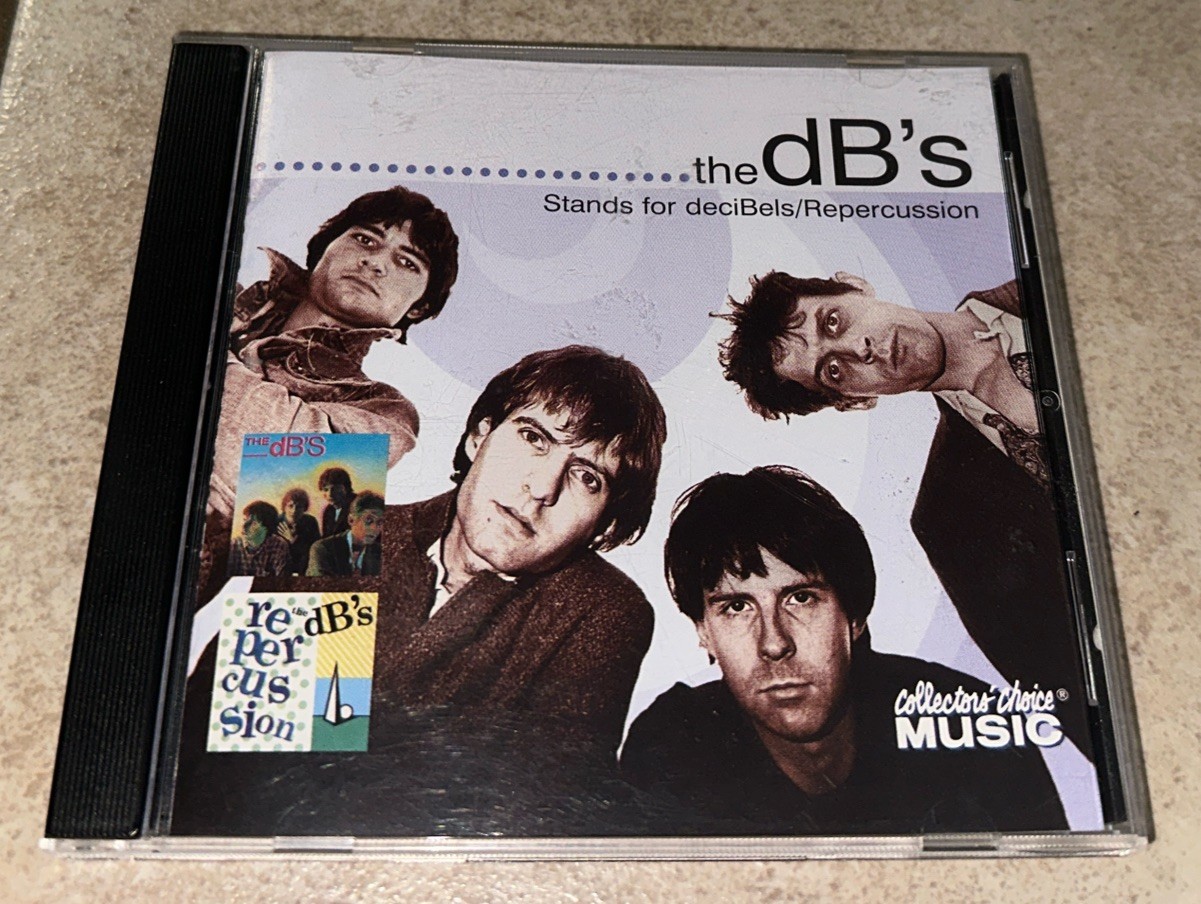 the dB's
Stands for deciBels/Repercussion
THE dB'S
the dB's
re
Per
cus
sion
Collectors' Choice®
MUSIC